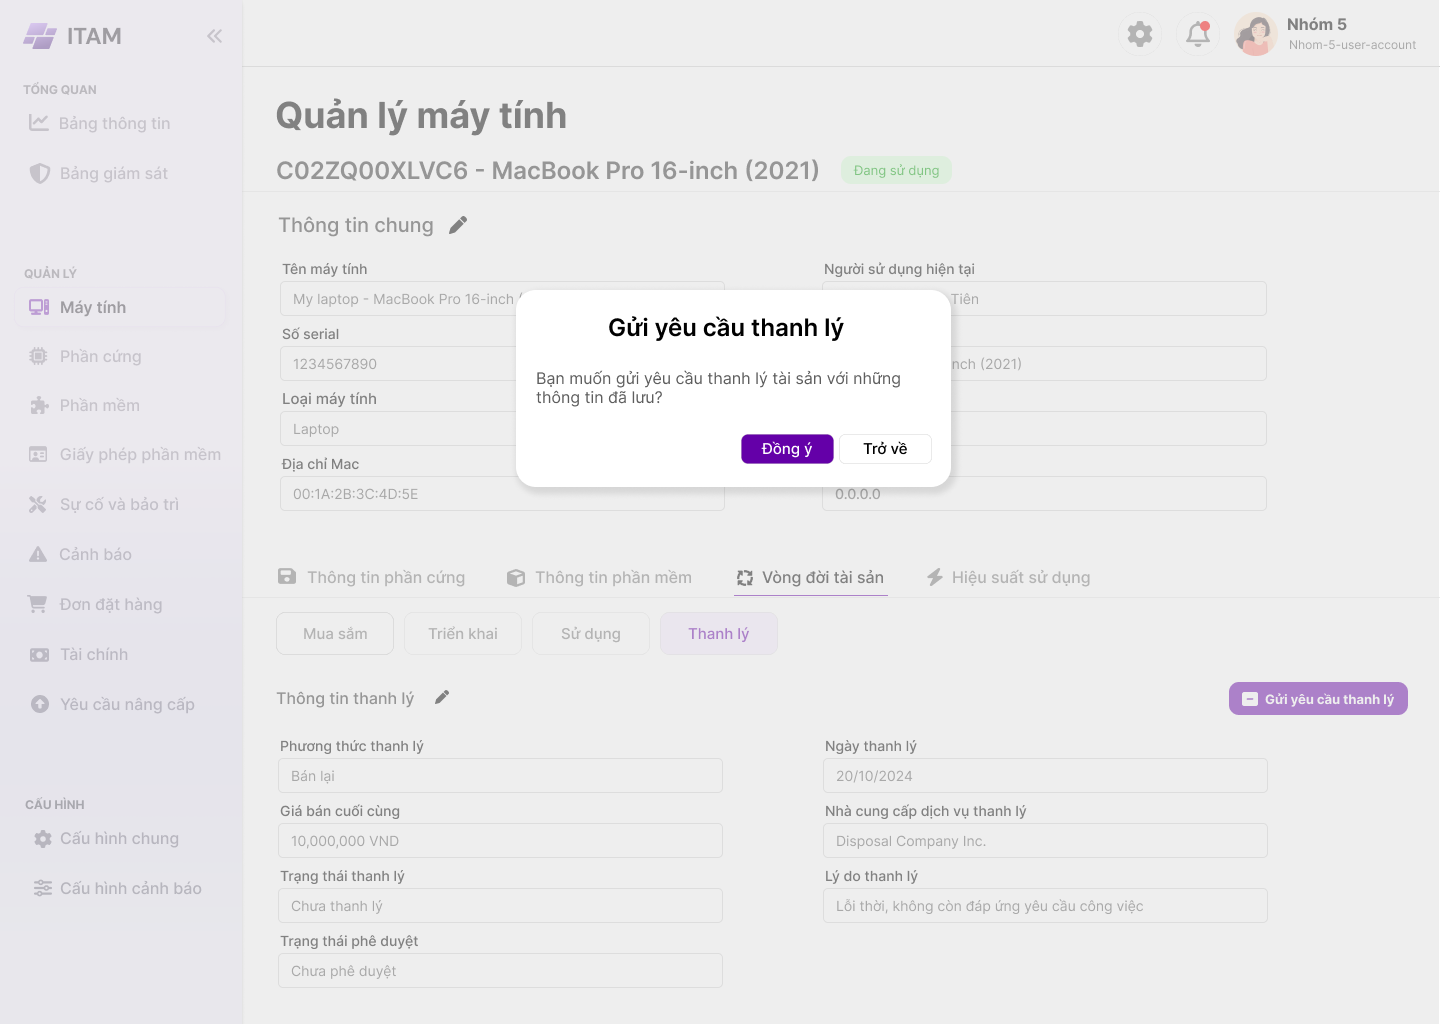 ITAM
TỔNG QUAN
Bảng thông tin
Bảng giám sát
QUẢN LÝ
Máy tính
Phần cứng
Phần mềm
Giấy phép phần mềm
Sự cố và bảo trì
Cảnh báo
Đơn đặt hàng
Tài chính
Yêu cầu nâng cấp
CẤU HÌNH
Cấu hình chung
Cấu hình cảnh báo
Nhóm 5
Nhom-5-user-account
Quản lý máy tính
C02ZQ00XLVC6 - MacBook Pro 16-inch (2021)
Đang sử dụng
Thông tin chung
Tên máy tính
My laptop - MacBook Pro 16-inch
Người sử dụng hiện tại
Tiên
Số serial
1234567890
nch (2021)
Loại máy tính
Laptop
Địa chỉ Mac
00:1A:2B:3C:4D:5E
0.0.0.0
Gửi yêu cầu thanh lý
Bạn muốn gửi yêu cầu thanh lý tài sản với những
thông tin đã lưu?
Đồng ý
Trở về
Thông tin phần cứng
Thông tin phần mềm
Vòng đời tài sản
Hiệu suất sử dụng
Mua sắm
Triển khai
Sử dụng
Thanh lý
Thông tin thanh lý
Gửi yêu cầu thanh lý
Phương thức thanh lý
Bán lại
Ngày thanh lý
20/10/2024
Giá bán cuối cùng
10,000,000 VND
Nhà cung cấp dịch vụ thanh lý
Disposal Company Inc.
Trạng thái thanh lý
Chưa thanh lý
Lý do thanh lý
Lỗi thời, không còn đáp ứng yêu cầu công việc
Trạng thái phê duyệt
Chưa phê duyệt